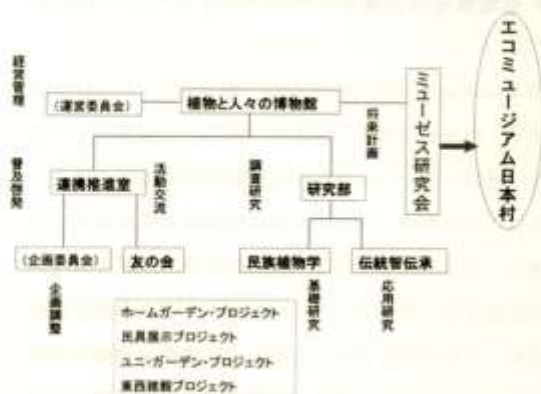 経営管理
(運営委員会)
植物と人々の博物館
将来計画
ミューゼス研究会
エコミュージアム日本村
普及啓発
連携推進室
活動交流
調査研究
研究部
(企画委員会)
友の会
民族植物学
伝統智伝承
企画調整
基礎研究
応用研究
ホームガーデン・プロジェクト
民具展示プロジェクト
ユニ・ガーデン・プロジェクト
東西雑穀プロジェクト